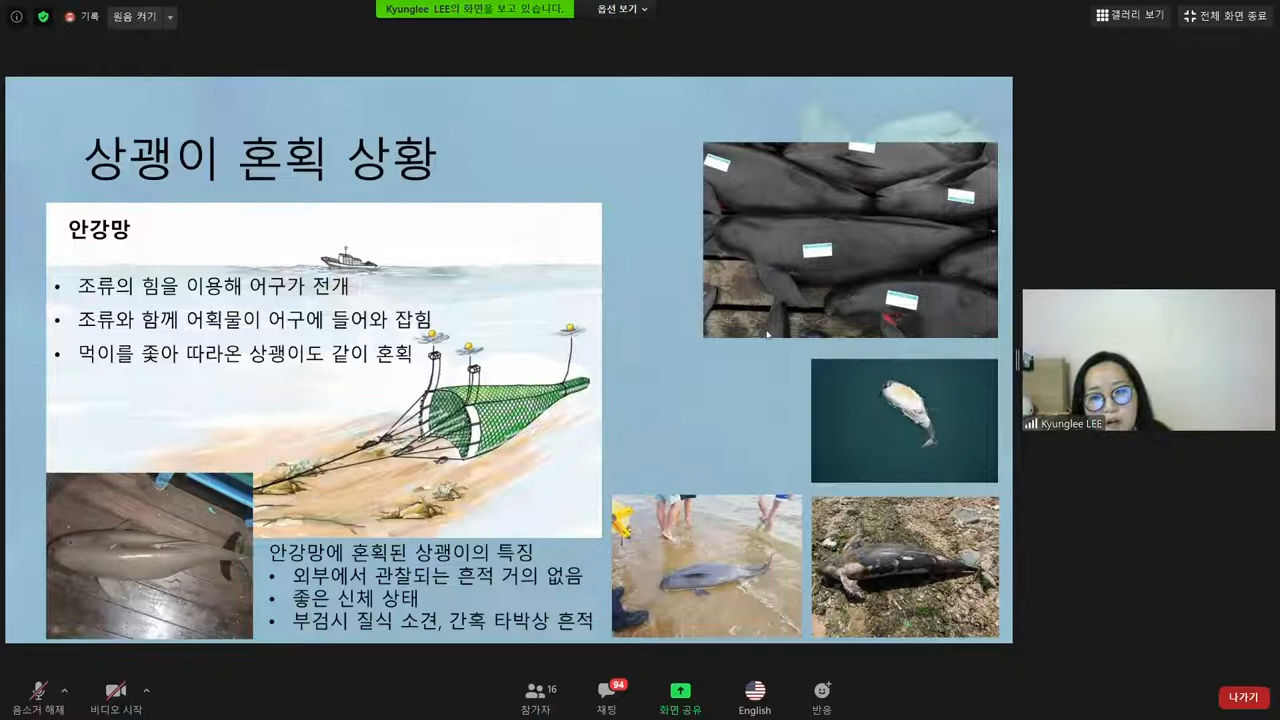 기록
원음 켜기
Kyunglee LEE의 화면을 보고 있습니다.
옵션 보기
갤러리 보기
전체 화면 종료
상괭이 혼획 상황
안강망
• 조류의 힘을 이용해 어구가 전개
• 조류와 함께 어획물이 어구에 들어와 잡힘
• 먹이를 좇아 따라온 상괭이도 같이 혼획
안강망에 혼획된 상괭이의 특징
• 외부에서 관찰되는 흔적 거의 없음
• 좋은 신체 상태
• 부검시 질식 소견, 간혹 타박상 흔적
Kyunglee LEE
음소거 해제
비디오 시작
16
참가자
94
채팅
화면 공유
English
반응
나가기